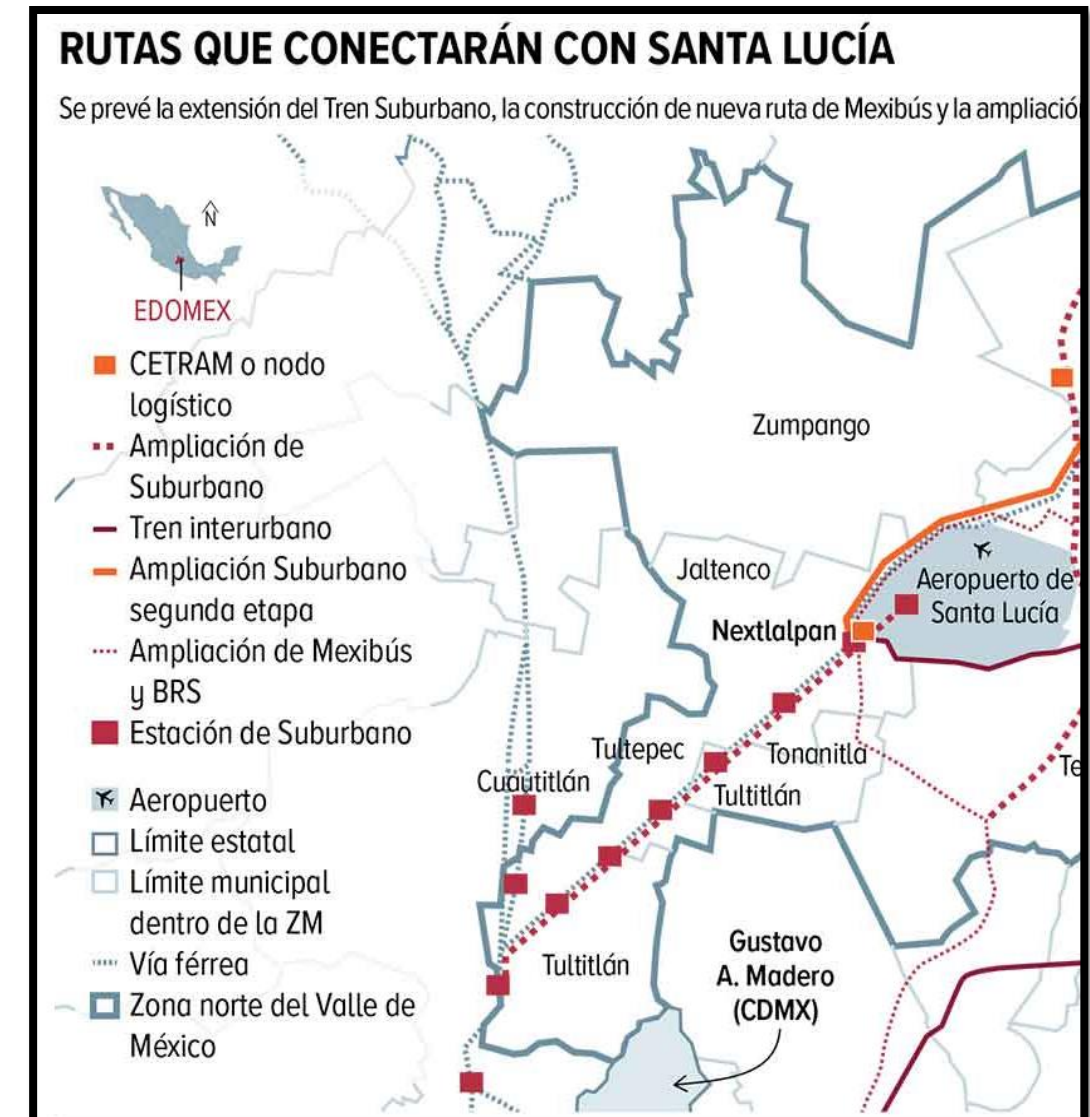 RUTAS QUE CONECTARÁN CON SANTA LUCÍA
Se prevé la extensión del Tren Suburbano, la construcción de nueva ruta de Mexibús y la ampliació
N
EDOMEX
CETRAM o nodo
logístico
Ampliación de
Suburbano
Tren interurbano
Ampliación Suburbano
segunda etapa
Ampliación de Mexibús
y BRS
Estación de Suburbano
Aeropuerto
Límite estatal
Límite municipal
dentro de la ZM
Vía férrea
Zona norte del Valle de
México
Zumpango
Jaltenco
Aeropuerto de
Santa Lucía
Nextlalpan
Tultepec
Tonanitla
Te
Cuautitlán
Tultitlán
Tultitlán
Gustavo
A. Madero
(CDMX)